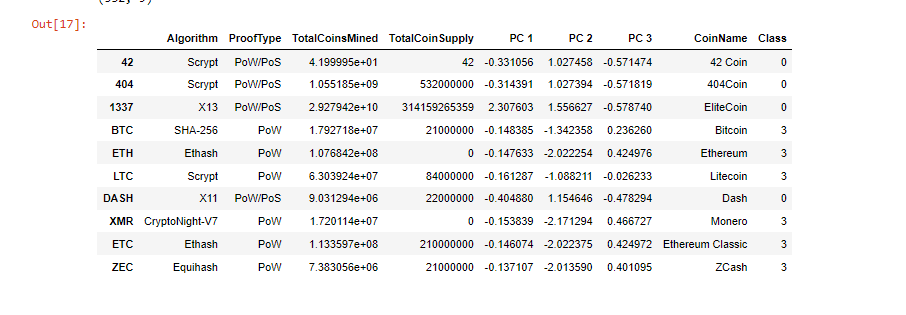 Out[17]:
Algorithm ProofType TotalCoinsMined TotalCoinSupply PC 1 PC 2 PC 3 CoinName Class
42 Scrypt PoW/PoS 4.199995e+01 42 -0.331056 1.027458 -0.571474 42 Coin 0
404 Scrypt PoW/PoS 1.055185e+09 532000000 -0.314391 1.027394 -0.571819 404Coin 0
1337 X13 PoW/PoS 2.927942e+10 314159265359 2.307603 1.556627 -0.578740 EliteCoin 0
BTC SHA-256 PoW 1.792718e+07 21000000 -0.148385 -1.342358 0.236260 Bitcoin 3
ETH Ethash PoW 1.076842e+08 0 -0.147633 -2.022254 0.424976 Ethereum 3
LTC Scrypt PoW 6.303924e+07 84000000 -0.161287 -1.088211 -0.026233 Litecoin 3
DASH X11 PoW/PoS 9.031294e+06 22000000 -0.404880 1.154646 -0.478294 Dash 0
XMR CryptoNight-V7 PoW 1.720114e+07 0 -0.153839 -2.171294 0.466727 Monero 3
ETC Ethash PoW 1.133597e+08 210000000 -0.146074 -2.022375 0.424972 Ethereum Classic 3
ZEC Equihash PoW 7.383056e+06 21000000 -0.137107 -2.013590 0.401095 ZCash 3